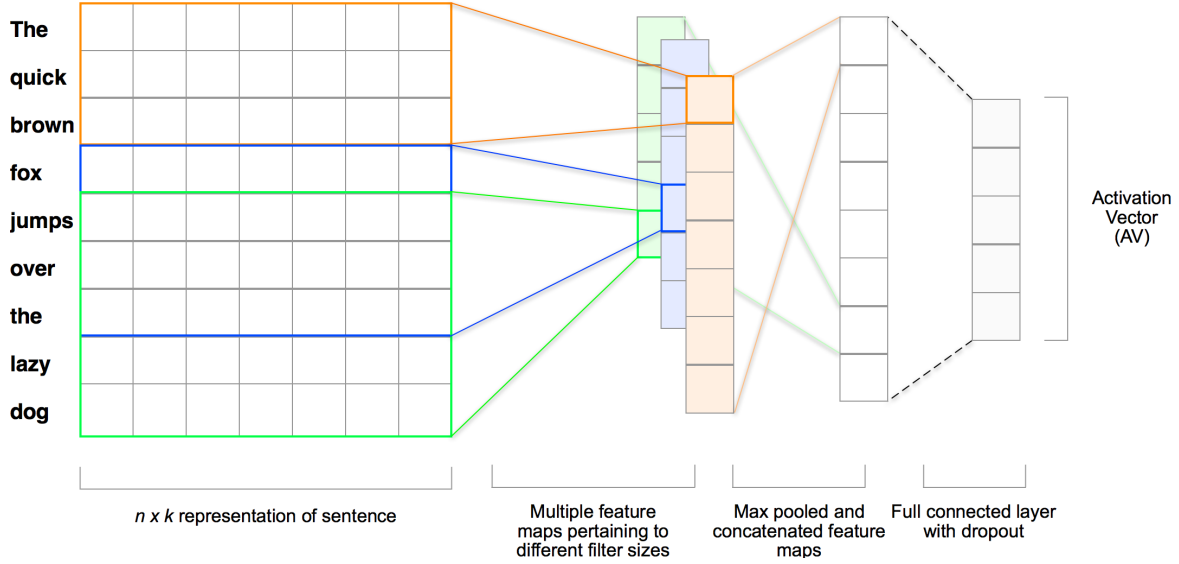 The
quick
brown
fox
jumps
over
the
lazy
dog
Activation
Vector
(AV)
n x k representation of sentence
Multiple feature
maps pertaining to
different filter sizes
Max pooled and
concatenated feature
maps
Full connected layer
with dropout